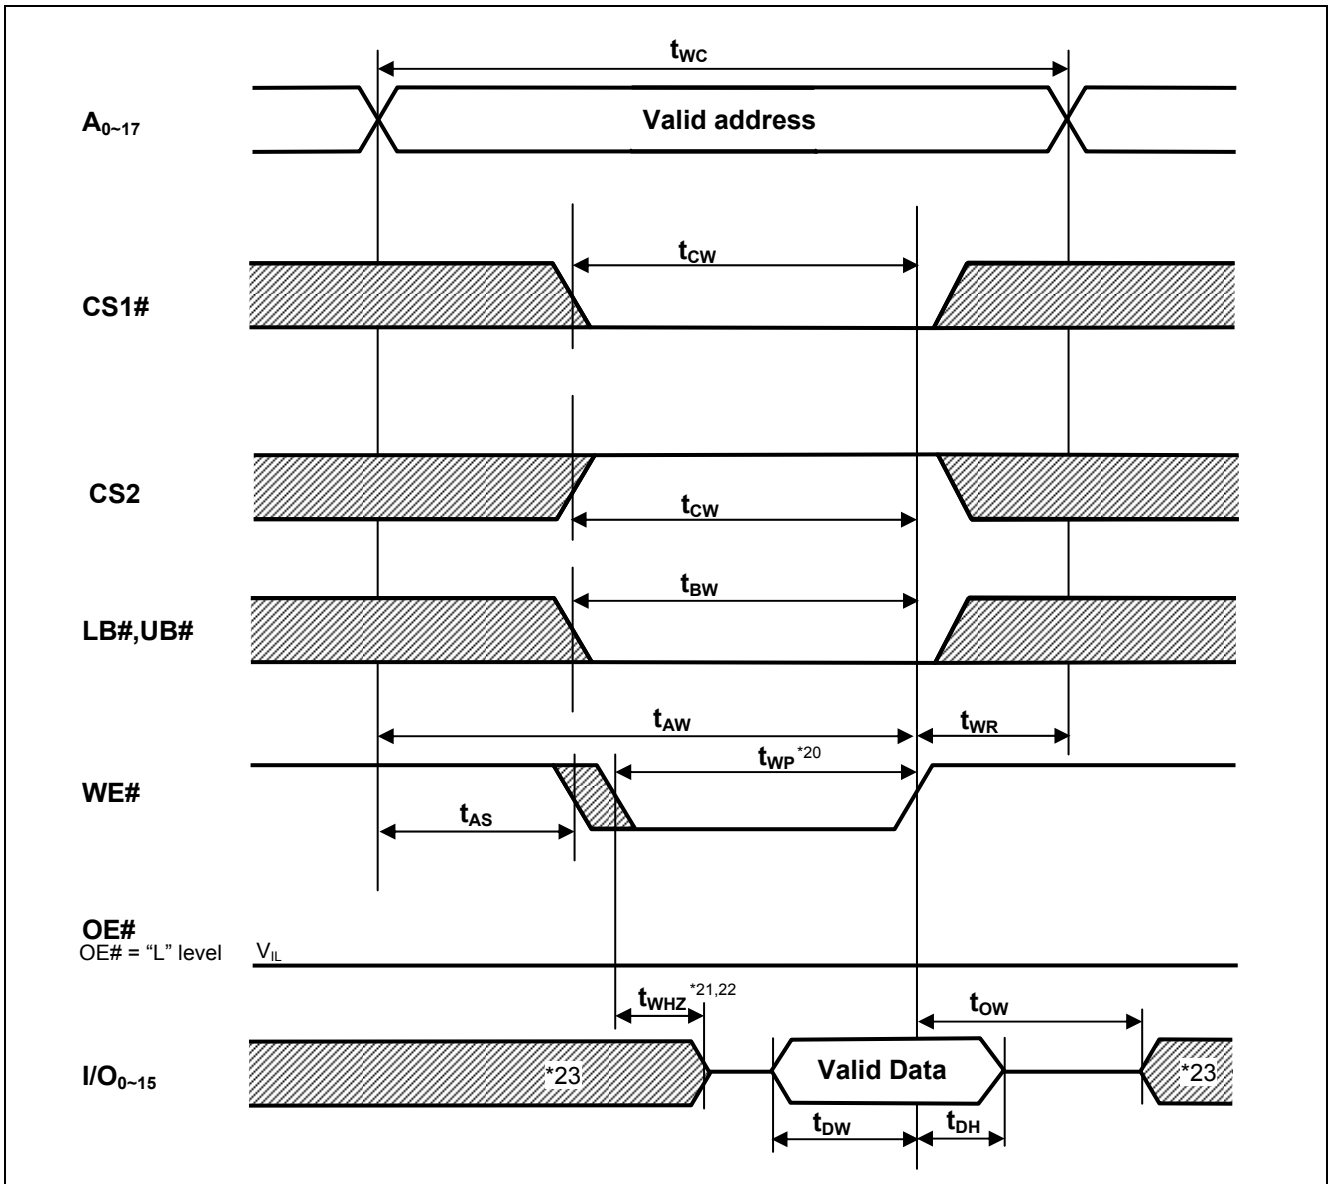 tWC
A0~17
Valid address
tCW
CS1#
CS2
tCW
tBW
LB#,UB#
tAW
tWR
tWP *20
WE#
tAS
OE#
OE# = “L” level
VIL
tWHZ *21,22
tOW
I/O0~15
*23
Valid Data
*23
tDW
tDH